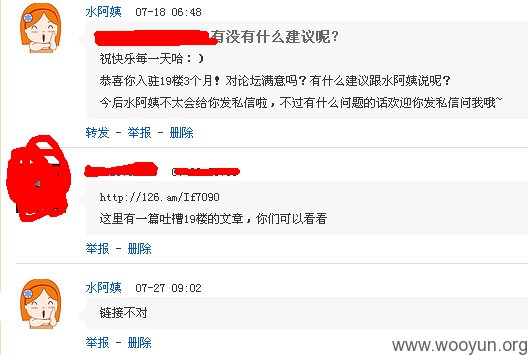 水阿姨 07-18 06:48
有没有什么建议呢?
祝快乐每一天哈：）
恭喜你入驻19楼3个月！对论坛满意吗？有什么建议跟水阿姨说呢？
今后水阿姨不太会给你发私信啦，不过有什么问题的话欢迎你发私信问我哦~
转发 - 举报 - 删除
http://126.am/If7090
这里有一篇吐槽19楼的文章，你们可以看看
举报 - 删除
水阿姨 07-27 09:02
链接不对
举报 - 删除
www.wooyun.org